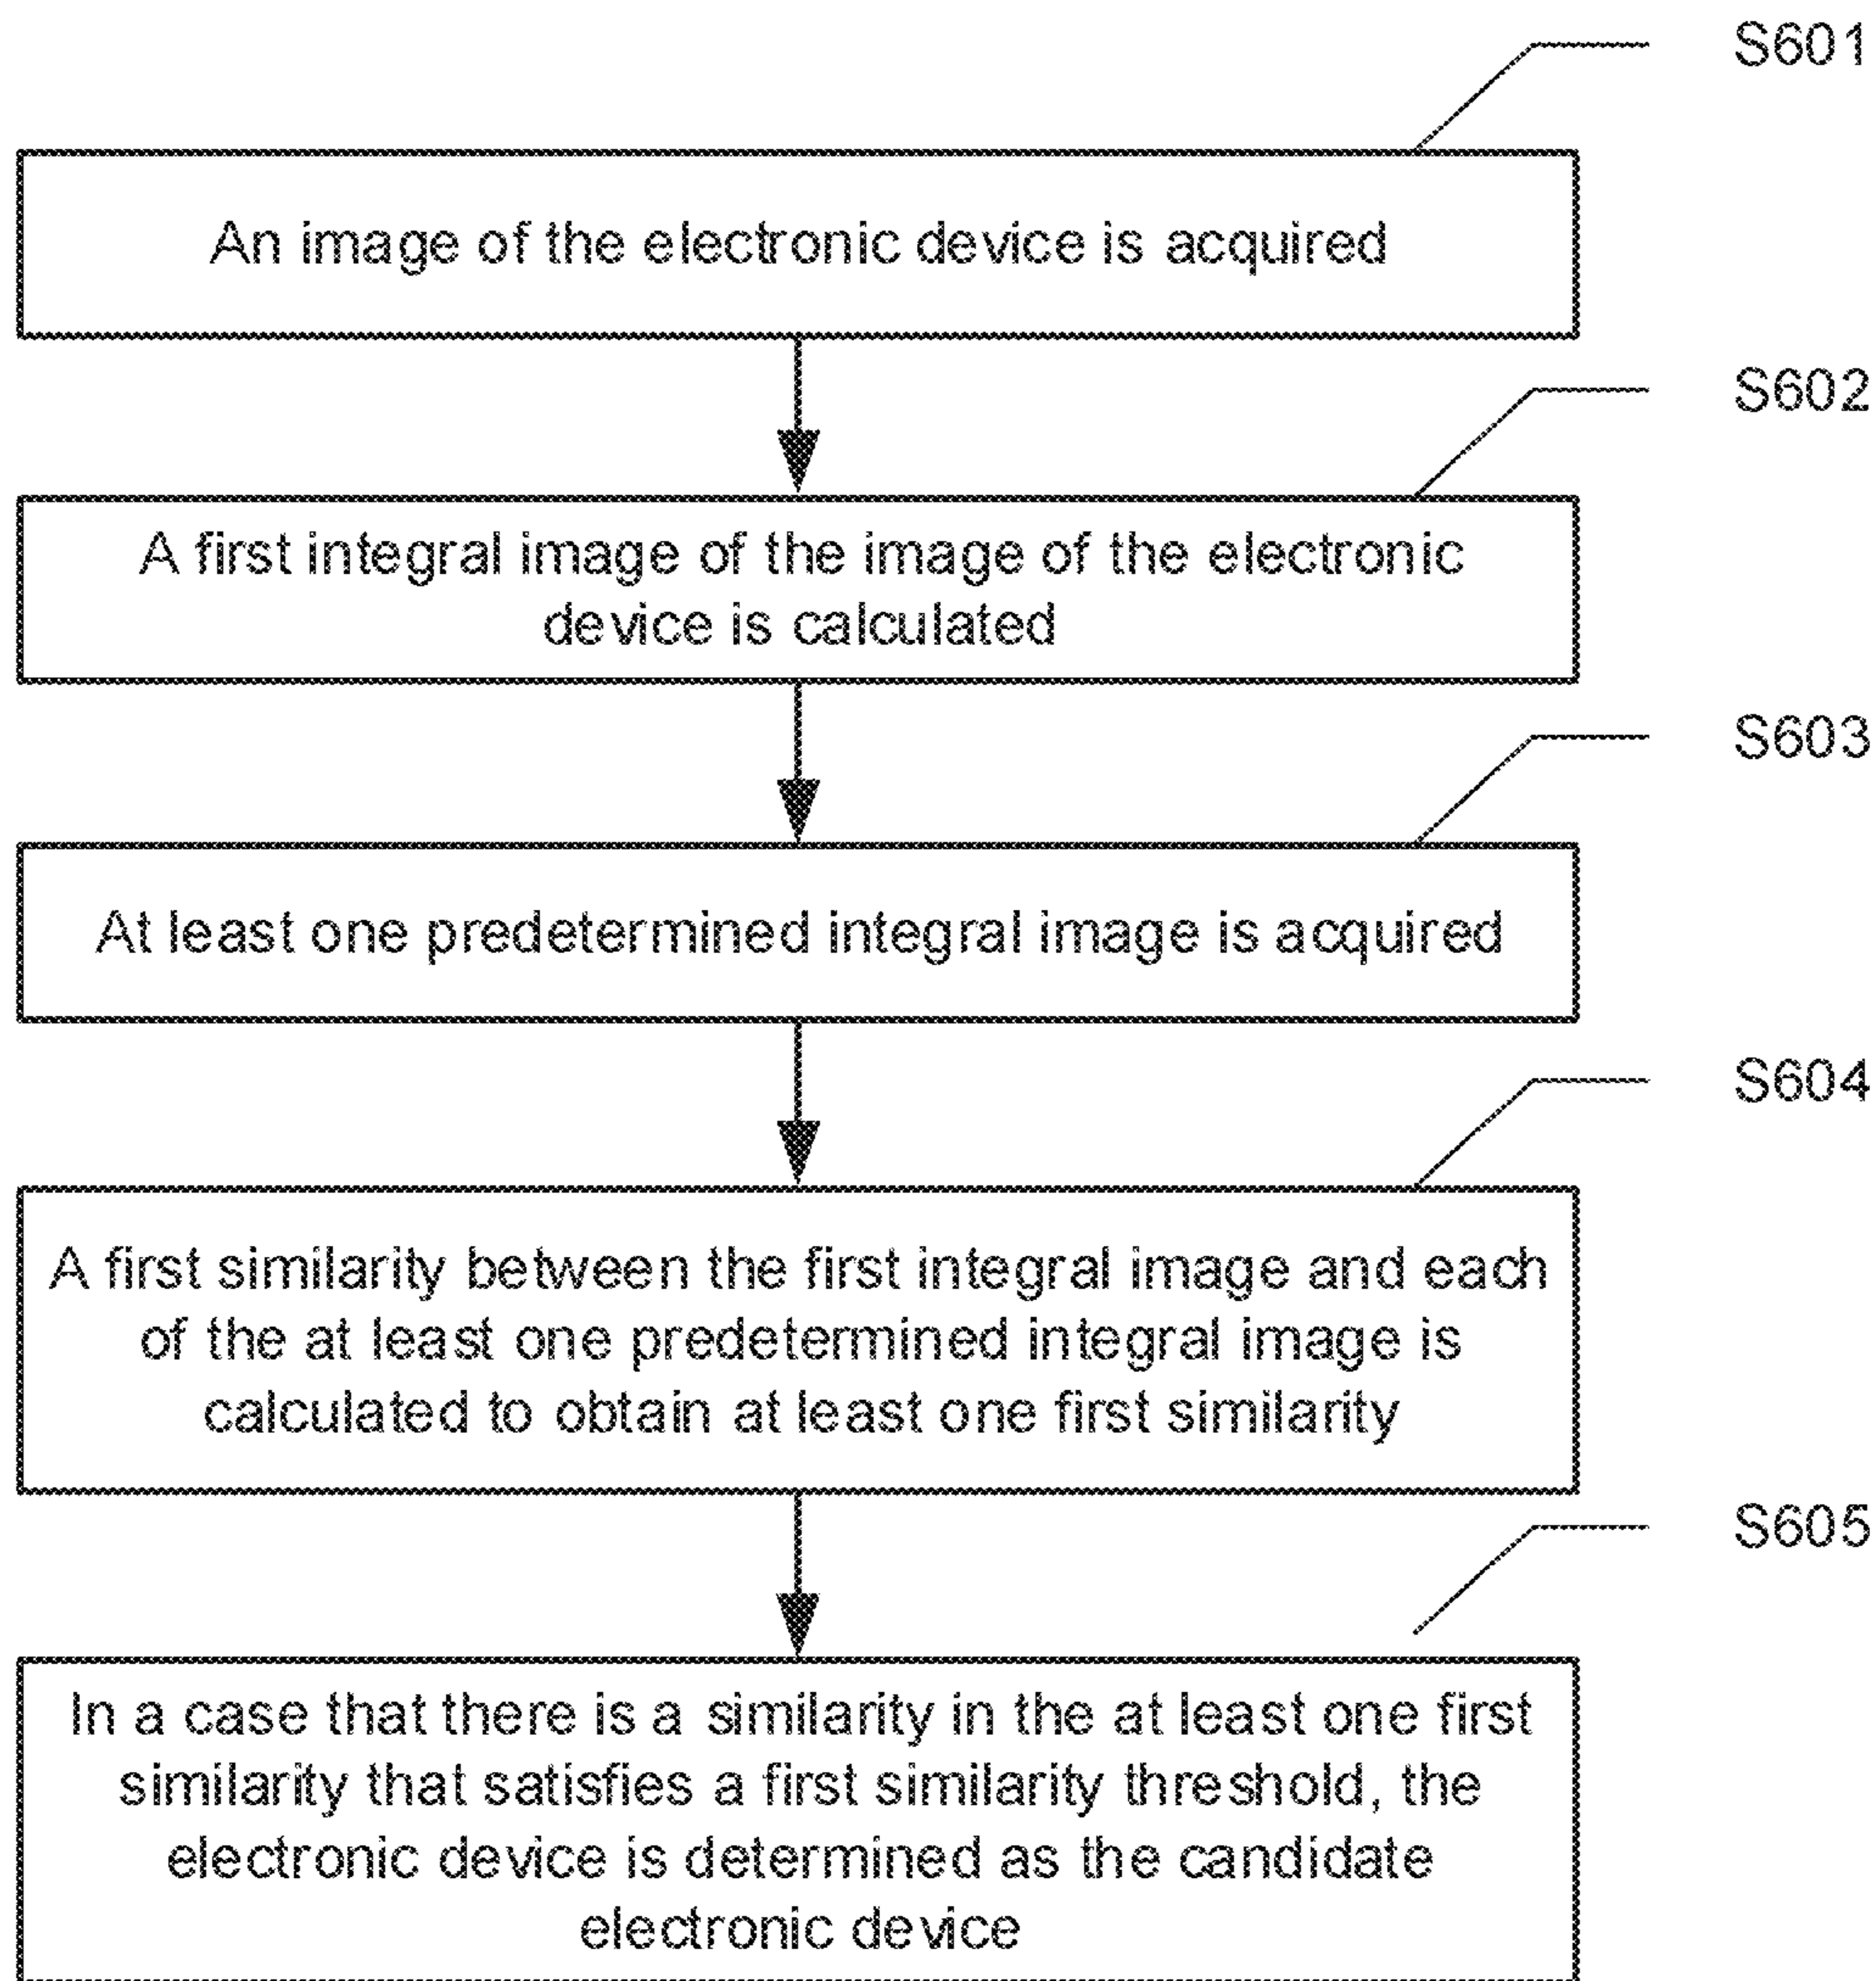 S601
An image of the electronic device is acquired
S602
A first integral image of the image of the electronic
device is calculated
S603
At least one predetermined integral image is acquired
S604
A first similarity between the first integral image and each
of the at least one predetermined integral image is
calculated to obtain at least one first similarity
S605
In a case that there is a similarity in the at least one first
similarity that satisfies a first similarity threshold, the
electronic device is determined as the candidate
electronic device